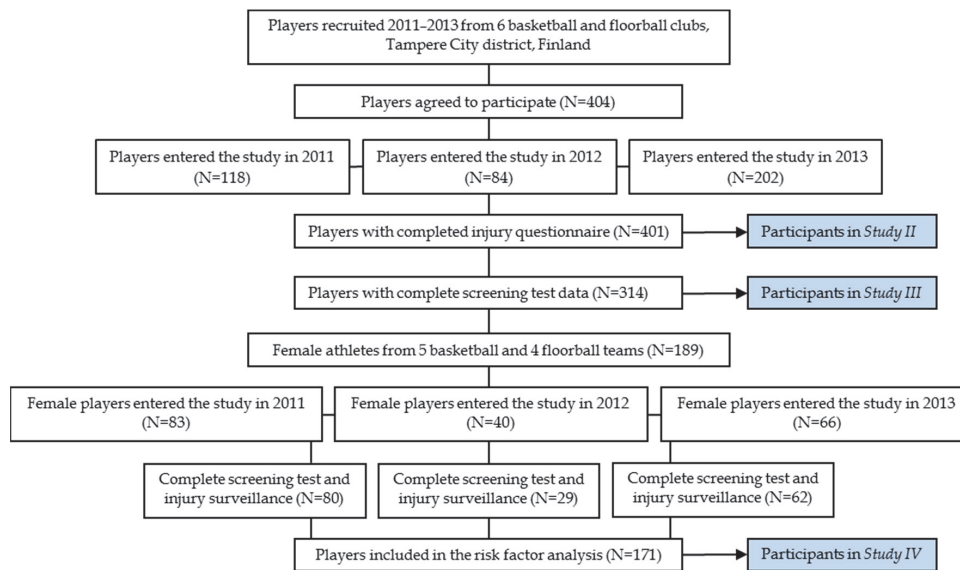 Players recruited 2011–2013 from 6 basketball and floorball clubs,
Tampere City district, Finland
Players agreed to participate (N=404)
Players entered the study in 2011
(N=118)
Players entered the study in 2012
(N=84)
Players entered the study in 2013
(N=202)
Players with completed injury questionnaire (N=401)
Participants in Study II
Players with complete screening test data (N=314)
Participants in Study III
Female athletes from 5 basketball and 4 floorball teams (N=189)
Female players entered the study in 2011
(N=83)
Female players entered the study in 2012
(N=40)
Female players entered the study in 2013
(N=66)
Complete screening test and
injury surveillance (N=80)
Complete screening test and
injury surveillance (N=29)
Complete screening test and
injury surveillance (N=62)
Players included in the risk factor analysis (N=171)
Participants in Study IV